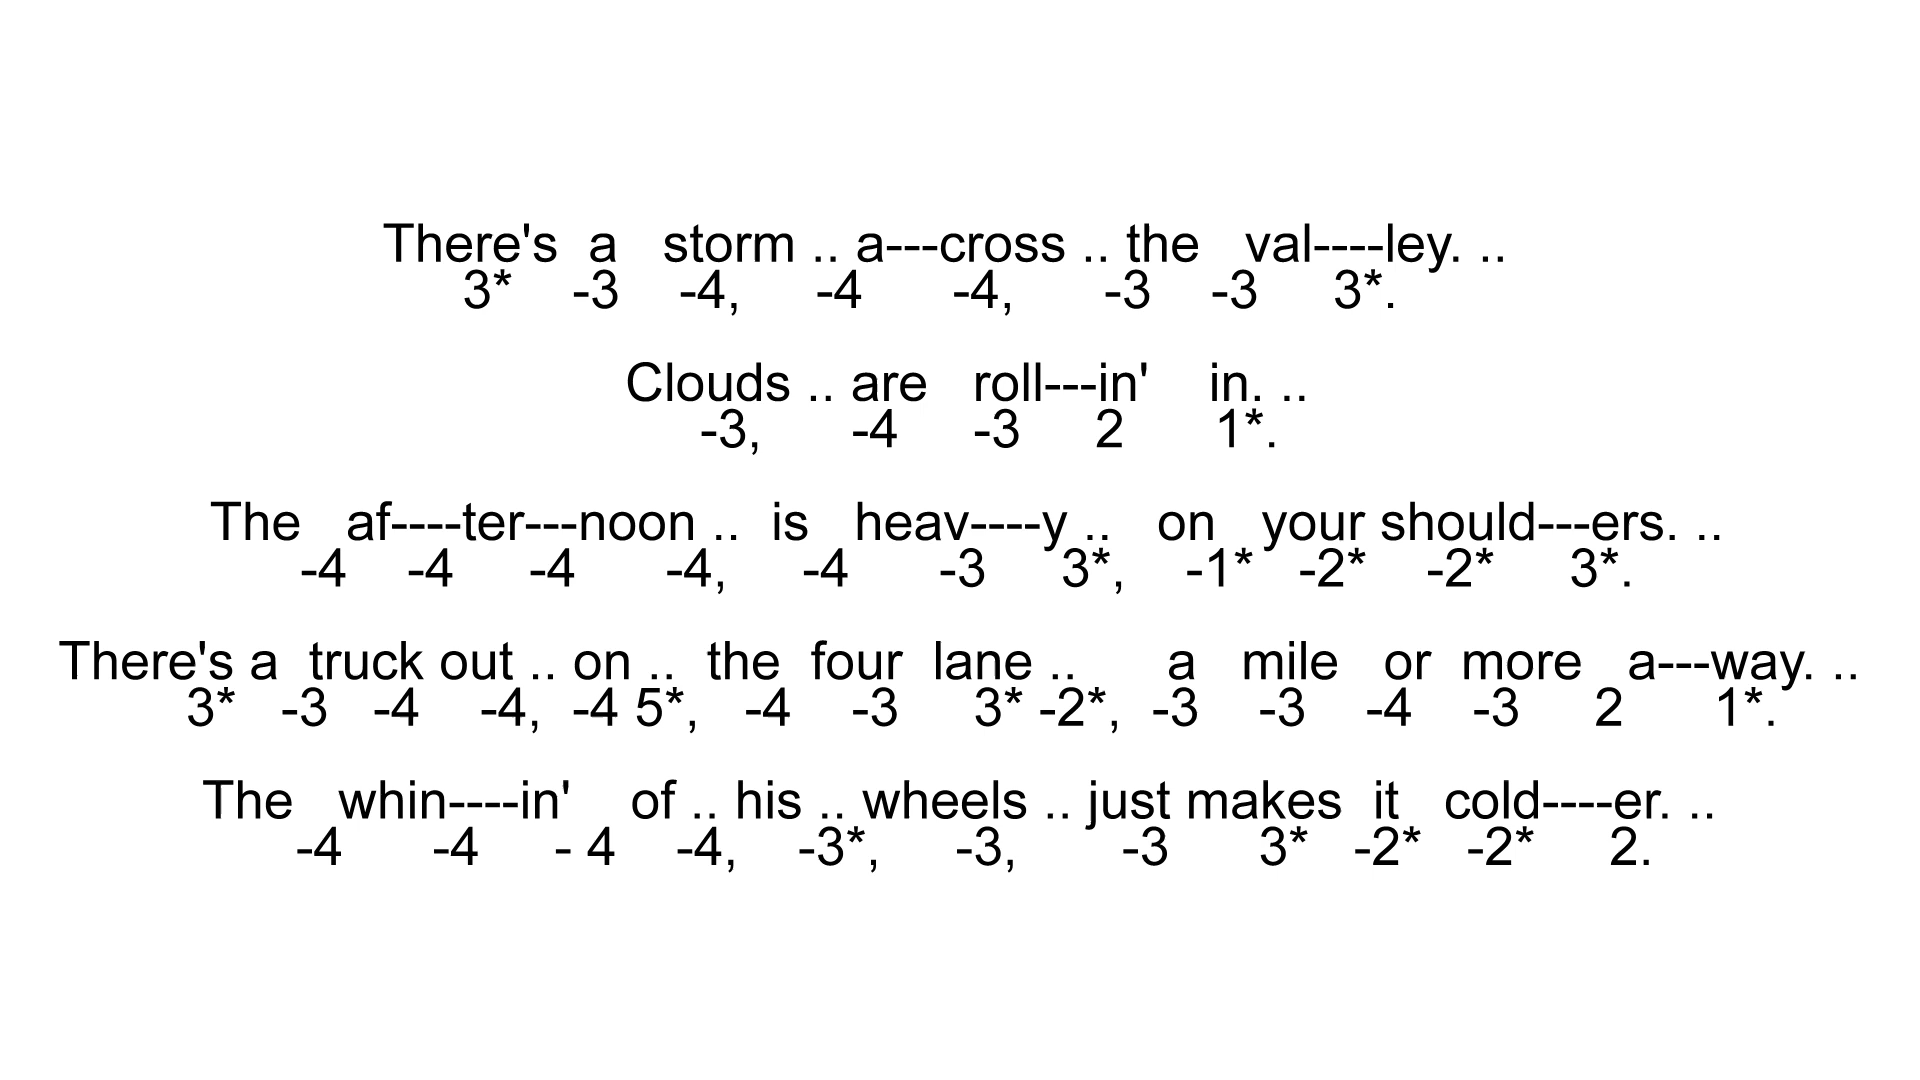 There's a storm .. a---cross .. the val----ley. ..
3* -3 -4, -4 -4, -3 -3 3*.
Clouds .. are roll---in' in. ..
-3, -4 -3 2 1*.
The af----ter---noon .. is heav----y .. on your should---ers. ..
-4 -4 -4 -4, -4 -3 3*, -1* -2* -2* 3*.
There's a truck out .. on .. the four lane .. a mile or more a---way. ..
3* -3 -4 -4, -4 5*, -4 -3 3* -2*, -3 -3 -4 -3 2 1*.
The whin----in' of .. his .. wheels .. just makes it cold----er. ..
-4 -4 - 4 -4, -3*, -3, -3 3* -2* -2* 2.